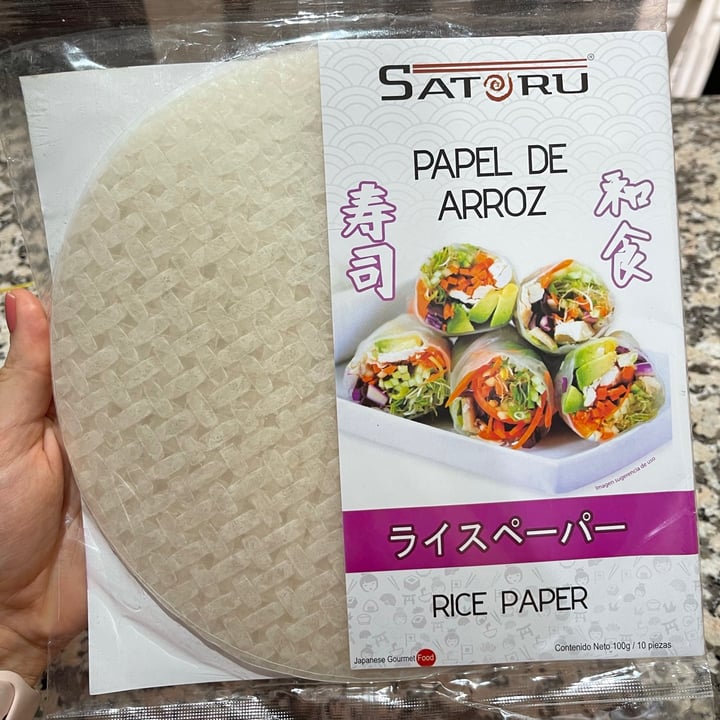 SATORU®
PAPEL DE
ARROZ
寿司
和食
Imagen sugerencia de uso
ライスペーパー
RICE PAPER
Contenido Neto 100g / 10 piezas
Japanese Gourmet Food